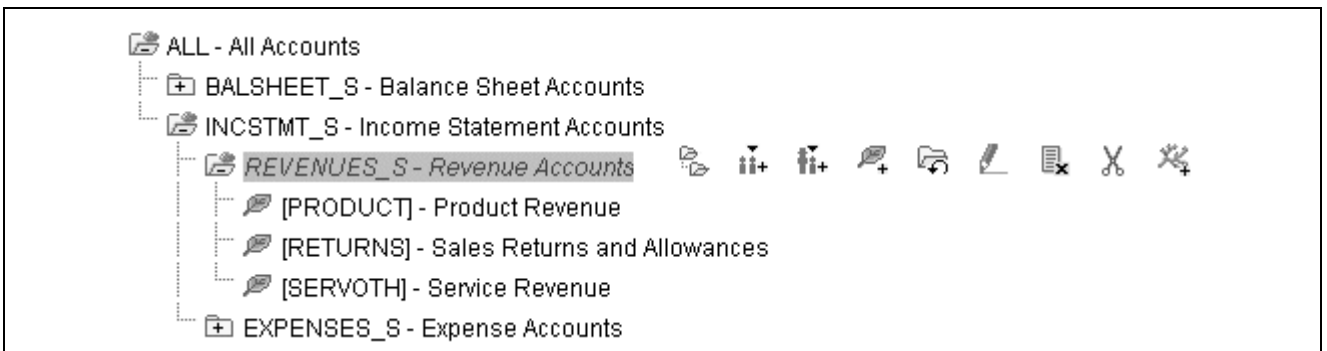 ALL - All Accounts
BALSHEET_S - Balance Sheet Accounts
INCSTMT_S - Income Statement Accounts
REVENUES_S - Revenue Accounts
[PRODUCT] - Product Revenue
[RETURNS] - Sales Returns and Allowances
[SERVOTH] - Service Revenue
EXPENSES_S - Expense Accounts